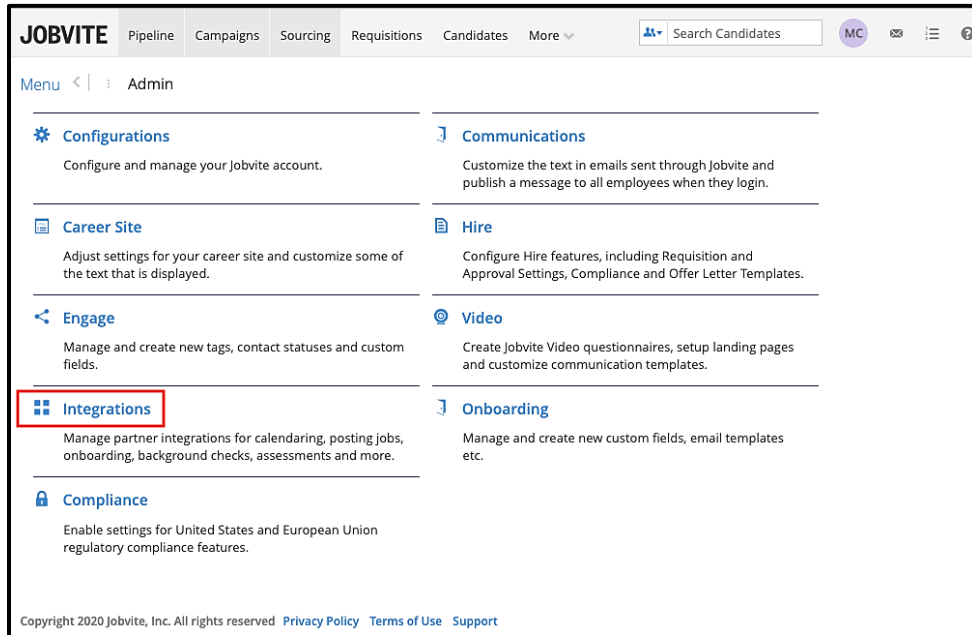 JOBVITE Pipeline Campaigns Sourcing Requisitions Candidates More Search Candidates MC
Menu Admin
Configurations
Configure and manage your Jobvite account.
Communications
Customize the text in emails sent through Jobvite and
publish a message to all employees when they login.
Career Site
Adjust settings for your career site and customize some of
the text that is displayed.
Hire
Configure Hire features, including Requisition and
Approval Settings, Compliance and Offer Letter Templates.
Engage
Manage and create new tags, contact statuses and custom
fields.
Video
Create Jobvite Video questionnaires, setup landing pages
and customize communication templates.
Integrations
Manage partner integrations for calendaring, posting jobs,
onboarding, background checks, assessments and more.
Onboarding
Manage and create new custom fields, email templates
etc.
Compliance
Enable settings for United States and European Union
regulatory compliance features.
Copyright 2020 Jobvite, Inc. All rights reserved Privacy Policy Terms of Use Support